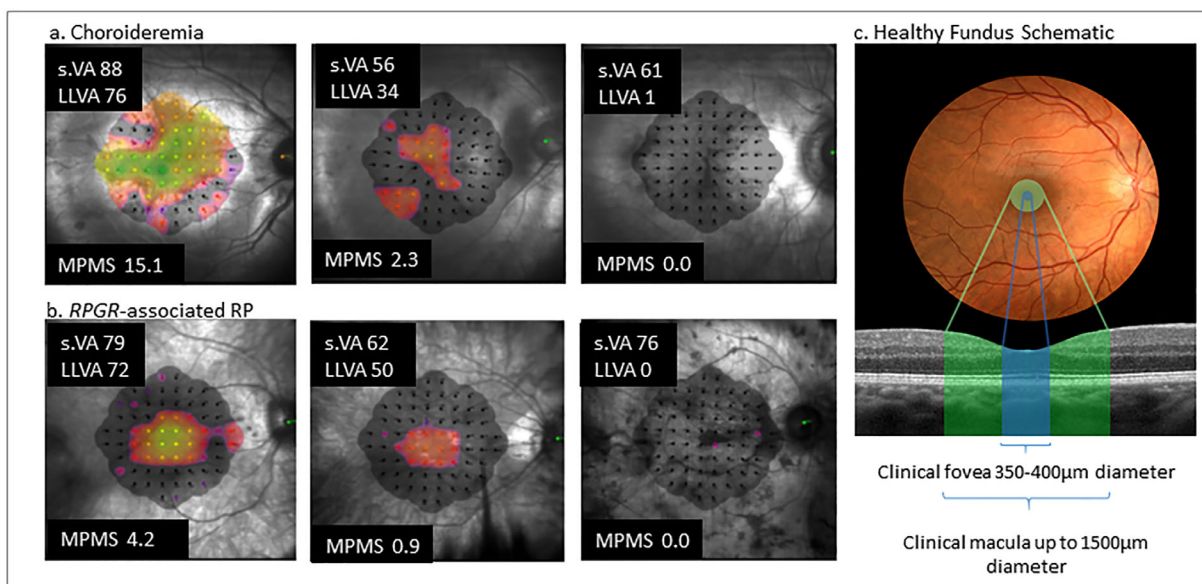 a. Choroideremia
s.VA 88
LLVA 76
MPMS 15.1
s.VA 56
LLVA 34
MPMS 2.3
s.VA 61
LLVA 1
MPMS 0.0
b. RPGR-associated RP
s.VA 79
LLVA 72
MPMS 4.2
s.VA 62
LLVA 50
MPMS 0.9
s.VA 76
LLVA 0
MPMS 0.0
c. Healthy Fundus Schematic
Clinical fovea 350-400μm diameter
Clinical macula up to 1500μm
diameter